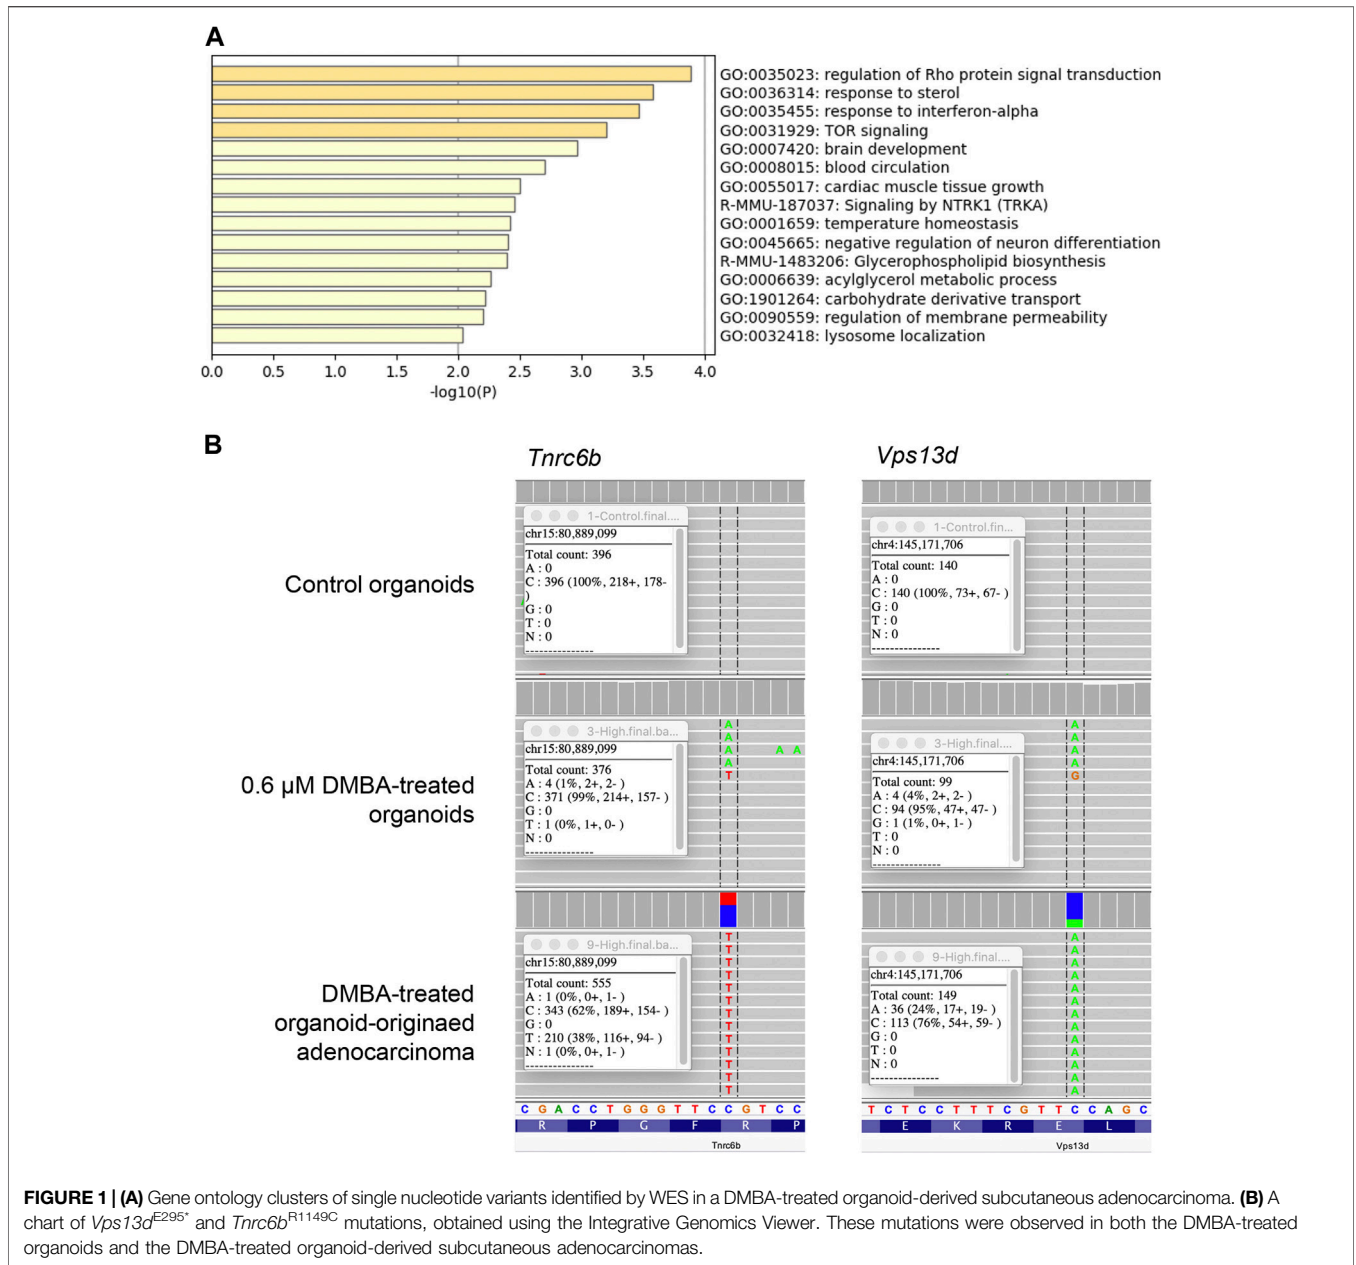 A
GO:0035023: regulation of Rho protein signal transduction
GO:0036314: response to sterol
GO:0035455: response to interferon-alpha
GO:0031929: TOR signaling
GO:0007420: brain development
GO:0008015: blood circulation
GO:0055017: cardiac muscle tissue growth
R-MMU-187037: Signaling by NTRK1 (TRKA)
GO:0001659: temperature homeostasis
GO:0045665: negative regulation of neuron differentiation
R-MMU-1483206: Glycerophospholipid biosynthesis
GO:0006639: acylglycerol metabolic process
GO:1901264: carbohydrate derivative transport
GO:0090559: regulation of membrane permeability
GO:0032418: lysosome localization
0.0 0.5 1.0 1.5 2.0 2.5 3.0 3.5 4.0
-log10(P)
B
Tnrc6b
Vps13d
Control organoids
1-Control.final....
chr15:80,889,099
Total count: 396
A : 0
C : 396 (100%, 218+, 178-
)
G : 0
T : 0
N : 0
---------------
1-Control.fin...
chr4:145,171,706
Total count: 140
A : 0
C : 140 (100%, 73+, 67- )
G : 0
T : 0
N : 0
---------------
0.6 µM DMBA-treated
organoids
3-High.final.ba...
chr15:80,889,099
Total count: 376
A : 4 (1%, 2+, 2- )
C : 371 (99%, 214+, 157- )
G : 0
T : 1 (0%, 1+, 0- )
N : 0
---------------
A
A
A A A
A
T
3-High.final....
chr4:145,171,706
Total count: 99
A : 4 (4%, 2+, 2- )
C : 94 (95%, 47+, 47- )
G : 1 (1%, 0+, 1- )
T : 0
N : 0
---------------
A
A
A
A
G
DMBA-treated
organoid-originaed
adenocarcinoma
9-High.final.ba...
chr15:80,889,099
Total count: 555
A : 1 (0%, 0+, 1- )
C : 343 (62%, 189+, 154- )
G : 0
T : 210 (38%, 116+, 94- )
N : 1 (0%, 0+, 1- )
---------------
T
T
T
T
T
T
T
T
T
T
T
T
T
9-High.final....
chr4:145,171,706
Total count: 149
A : 36 (24%, 17+, 19- )
C : 113 (76%, 54+, 59- )
G : 0
T : 0
N : 0
---------------
A
A
A
A
A
A
A
A
A
A
A
A
A
C G A C C T G G G T T C C G T C C
R P G F R P
Tnrc6b
T C T C C T T T C G T T C C A G C
E K R E L
Vps13d
FIGURE 1 | (A) Gene ontology clusters of single nucleotide variants identified by WES in a DMBA-treated organoid-derived subcutaneous adenocarcinoma. (B) A
chart of Vps13dE295* and Tnrc6bR1149C mutations, obtained using the Integrative Genomics Viewer. These mutations were observed in both the DMBA-treated
organoids and the DMBA-treated organoid-derived subcutaneous adenocarcinomas.